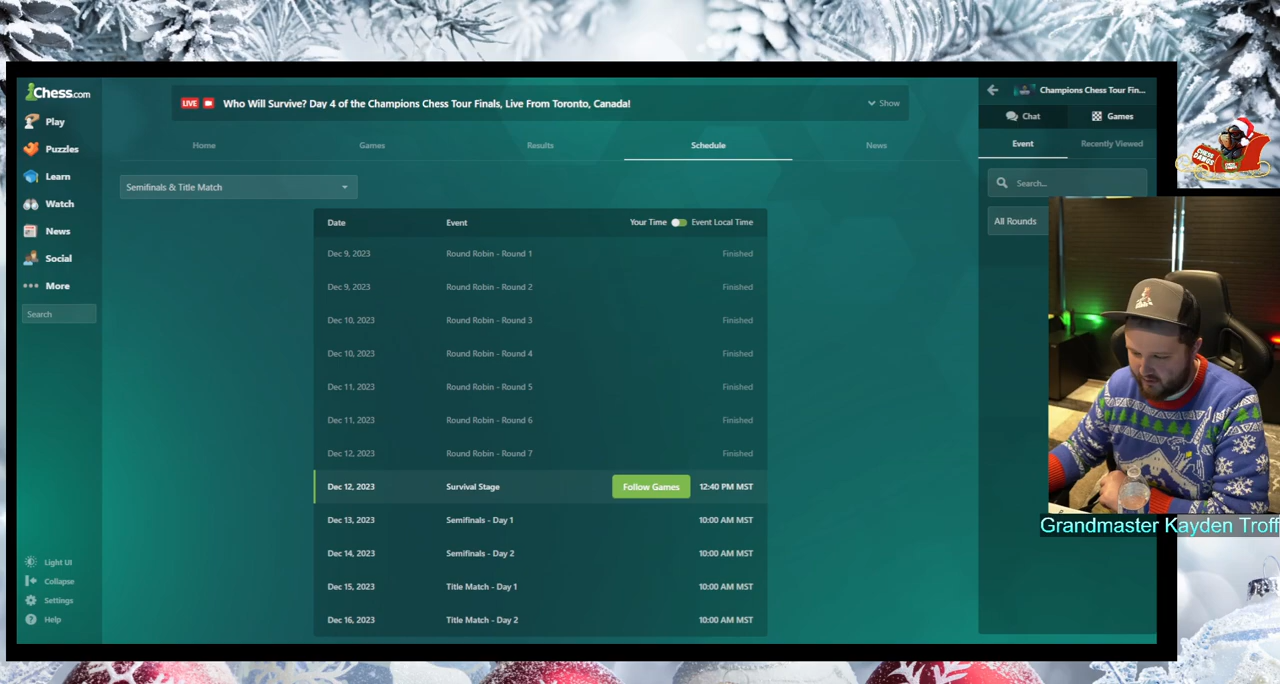 Chess.com
Play
Puzzles
Learn
Watch
News
Social
More
Search
Light UI
Collapse
Settings
Help
LIVE Who Will Survive? Day 4 of the Champions Chess Tour Finals, Live From Toronto, Canada! Show
Home Games Results Schedule News
Semifinals & Title Match
Date Event Your Time Event Local Time
Dec 9, 2023 Round Robin - Round 1 Finished
Dec 9, 2023 Round Robin - Round 2 Finished
Dec 10, 2023 Round Robin - Round 3 Finished
Dec 10, 2023 Round Robin - Round 4 Finished
Dec 11, 2023 Round Robin - Round 5 Finished
Dec 11, 2023 Round Robin - Round 6 Finished
Dec 12, 2023 Round Robin - Round 7 Finished
Dec 12, 2023 Survival Stage Follow Games 12:40 PM MST
Dec 13, 2023 Semifinals - Day 1 10:00 AM MST
Dec 14, 2023 Semifinals - Day 2 10:00 AM MST
Dec 15, 2023 Title Match - Day 1 10:00 AM MST
Dec 16, 2023 Title Match - Day 2 10:00 AM MST
Champions Chess Tour Fin...
Chat Games
Event Recently Viewed
Search...
All Rounds
CHESS DAWGS
Grandmaster Kayden Troff